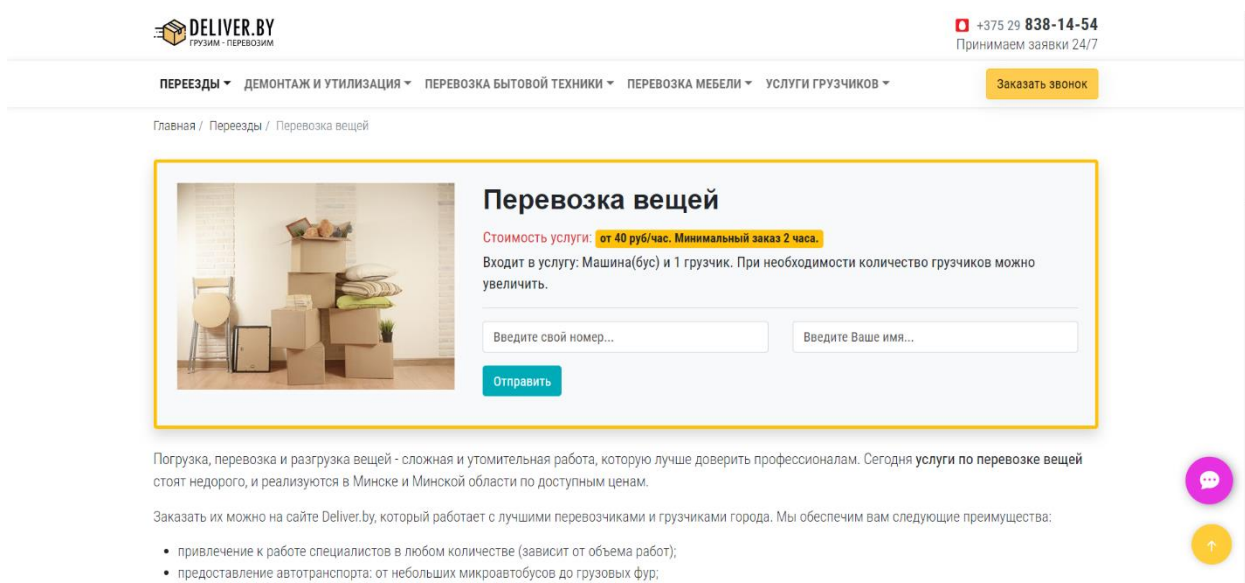 DELIVER.BY
ГРУЗИМ - ПЕРЕВОЗИМ
+375 29 838-14-54
Принимаем заявки 24/7
ПЕРЕЕЗДЫ ДЕМОНТАЖ И УТИЛИЗАЦИЯ ПЕРЕВОЗКА БЫТОВОЙ ТЕХНИКИ ПЕРЕВОЗКА МЕБЕЛИ УСЛУГИ ГРУЗЧИКОВ Заказать звонок
Главная / Переезды / Перевозка вещей
Перевозка вещей
Стоимость услуги: от 40 руб/час. Минимальный заказ 2 часа.
Входит в услугу: Машина(бус) и 1 грузчик. При необходимости количество грузчиков можно
увеличить.
Введите свой номер... Введите Ваше имя...
Отправить
Погрузка, перевозка и разгрузка вещей - сложная и утомительная работа, которую лучше доверить профессионалам. Сегодня услуги по перевозке вещей
стоят недорого, и реализуются в Минске и Минской области по доступным ценам.
Заказать их можно на сайте Deliver.by, который работает с лучшими перевозчиками и грузчиками города. Мы обеспечим вам следующие преимущества:
• привлечение к работе специалистов в любом количестве (зависит от объема работ);
• предоставление автотранспорта: от небольших микроавтобусов до грузовых фур;